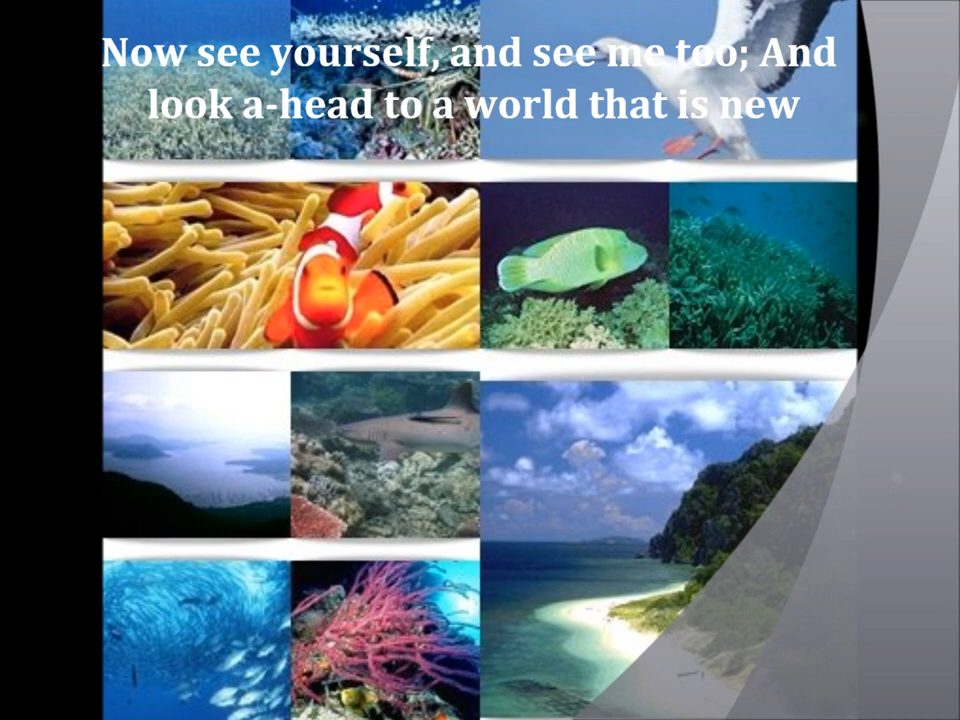 Now see yourself, and see me too; And
look a-head to a world that is new